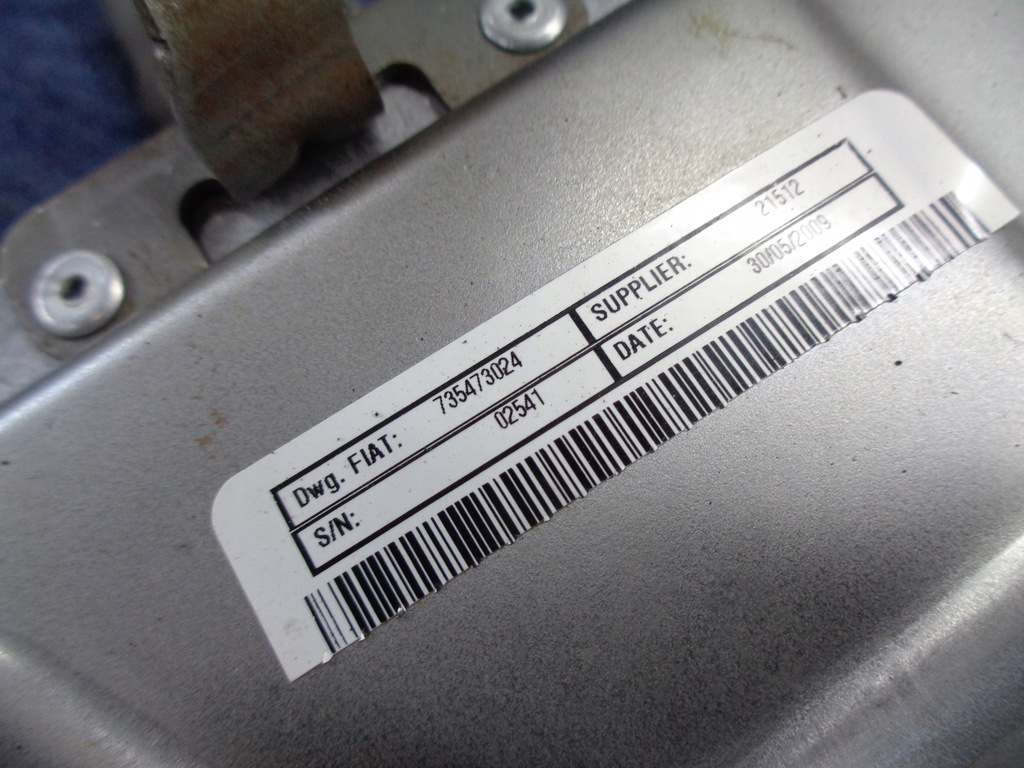 Dwg. FIAT: 735473024 SUPPLIER: 21512
S/N: 02541 DATE: 30/05/2009